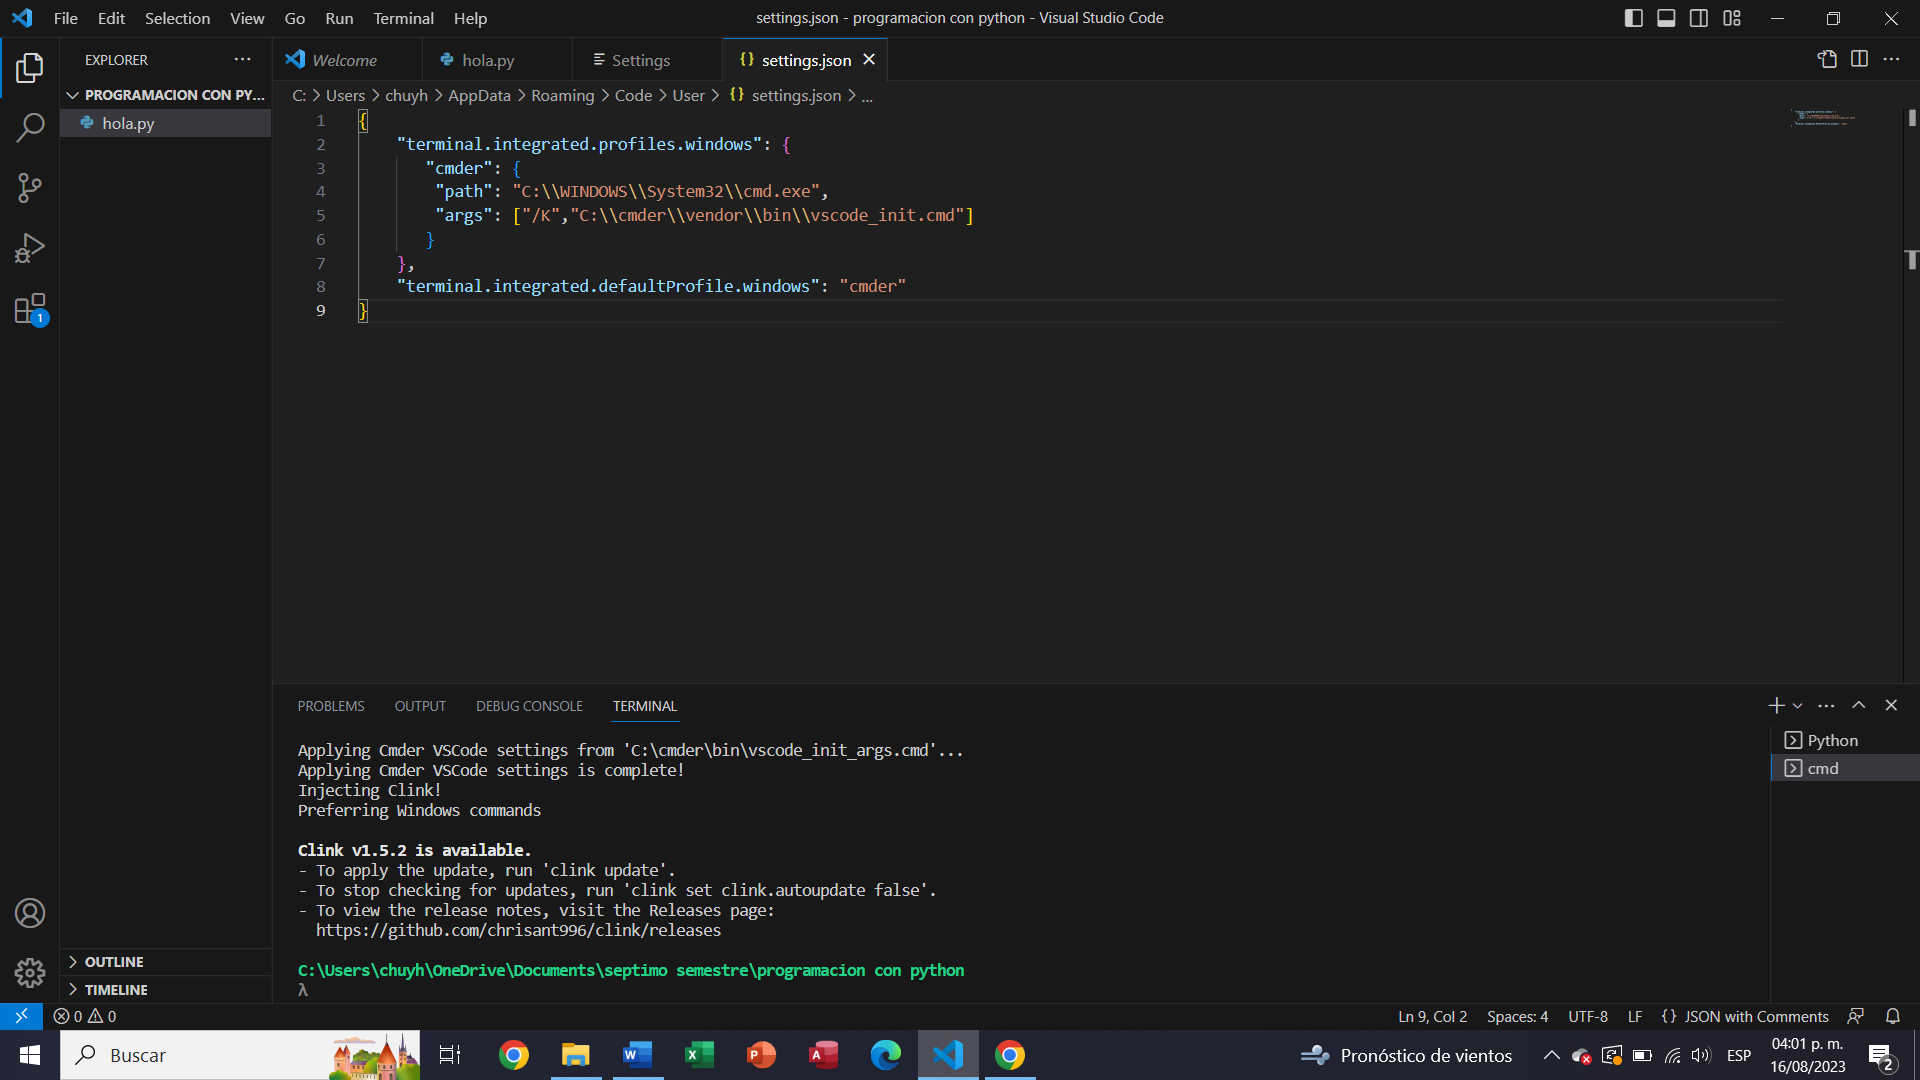 File Edit Selection View Go Run Terminal Help
settings.json - programacion con python - Visual Studio Code
EXPLORER
PROGRAMACION CON PY...
hola.py
OUTLINE
TIMELINE
1
Welcome
hola.py
Settings
{} settings.json
C: > Users > chuyh > AppData > Roaming > Code > User > {} settings.json > ...
1 {
2 "terminal.integrated.profiles.windows": {
3 "cmder": {
4 "path": "C:\\WINDOWS\\System32\\cmd.exe",
5 "args": ["/K","C:\\cmder\\vendor\\bin\\vscode_init.cmd"]
6 }
7 },
8 "terminal.integrated.defaultProfile.windows": "cmder"
9 }
PROBLEMS OUTPUT DEBUG CONSOLE TERMINAL
Applying Cmder VSCode settings from 'C:\cmder\bin\vscode_init_args.cmd'...
Applying Cmder VSCode settings is complete!
Injecting Clink!
Preferring Windows commands
Clink v1.5.2 is available.
- To apply the update, run 'clink update'.
- To stop checking for updates, run 'clink set clink.autoupdate false'.
- To view the release notes, visit the Releases page:
https://github.com/chrisant996/clink/releases
C:\Users\chuyh\OneDrive\Documents\septimo semestre\programacion con python
λ
Python
cmd
0 0
Ln 9, Col 2 Spaces: 4 UTF-8 LF {} JSON with Comments
Buscar
Pronóstico de vientos
ESP
04:01 p. m.
16/08/2023
2